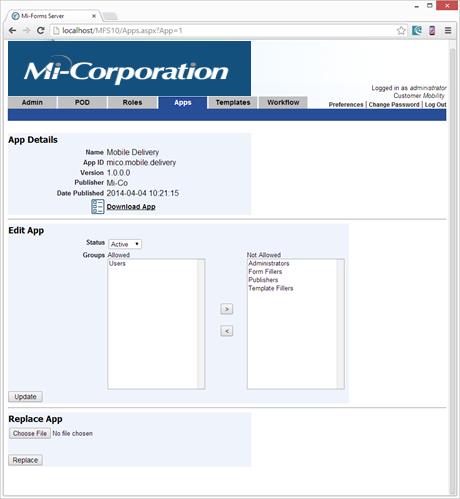 Mi-Forms Server
localhost/MFS10/Apps.aspx?App=1
Mi-Corporation
Logged in as administrator
Customer Mobility
Admin POD Roles Apps Templates Workflow
Preferences | Change Password | Log Out
App Details
Name Mobile Delivery
App ID mico.mobile.delivery
Version 1.0.0.0
Publisher Mi-Co
Date Published 2014-04-04 10:21:15
Download App
Edit App
Status Active
Groups Allowed Not Allowed
Users Administrators
Form Fillers
Publishers
Template Fillers
>
<
Update
Replace App
Choose File No file chosen
Replace